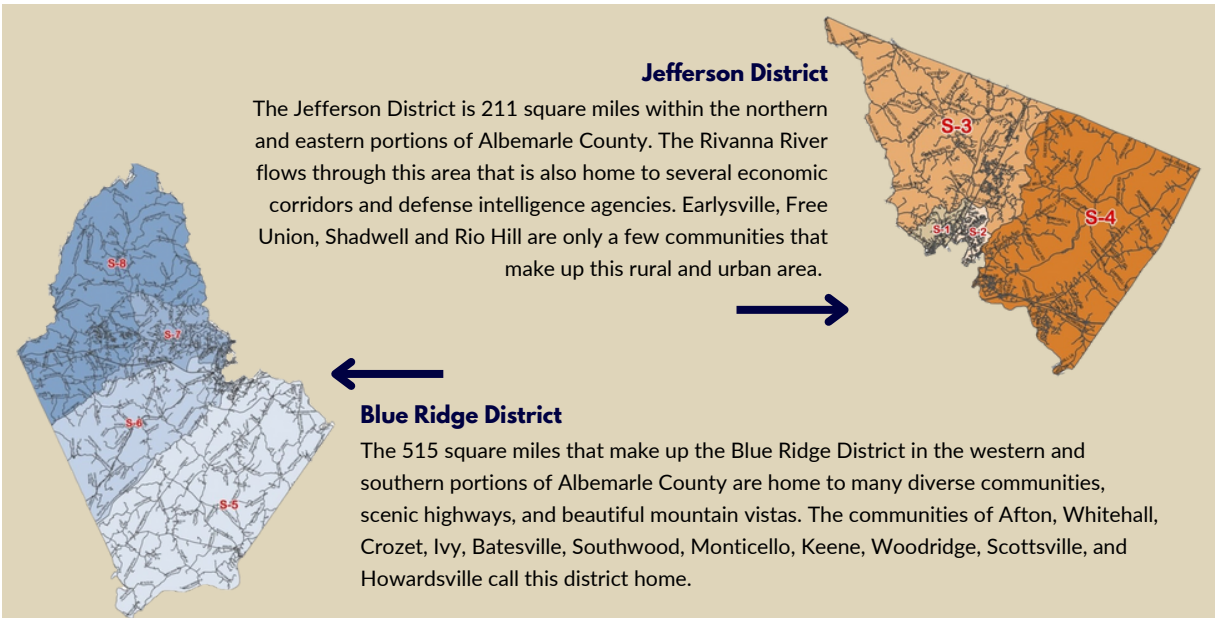 Jefferson District
The Jefferson District is 211 square miles within the northern
and eastern portions of Albemarle County. The Rivanna River
flows through this area that is also home to several economic
corridors and defense intelligence agencies. Earlysville, Free
Union, Shadwell and Rio Hill are only a few communities that
make up this rural and urban area.
S-3
S-4
S-1
S-2
S-8
S-7
S-6
S-5
Blue Ridge District
The 515 square miles that make up the Blue Ridge District in the western and
southern portions of Albemarle County are home to many diverse communities,
scenic highways, and beautiful mountain vistas. The communities of Afton, Whitehall,
Crozet, Ivy, Batesville, Southwood, Monticello, Keene, Woodridge, Scottsville, and
Howardsville call this district home.